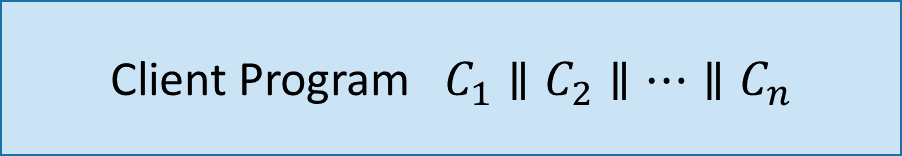 Client Program C₁ ∥ C₂ ∥ ⋯ ∥ Cₙ